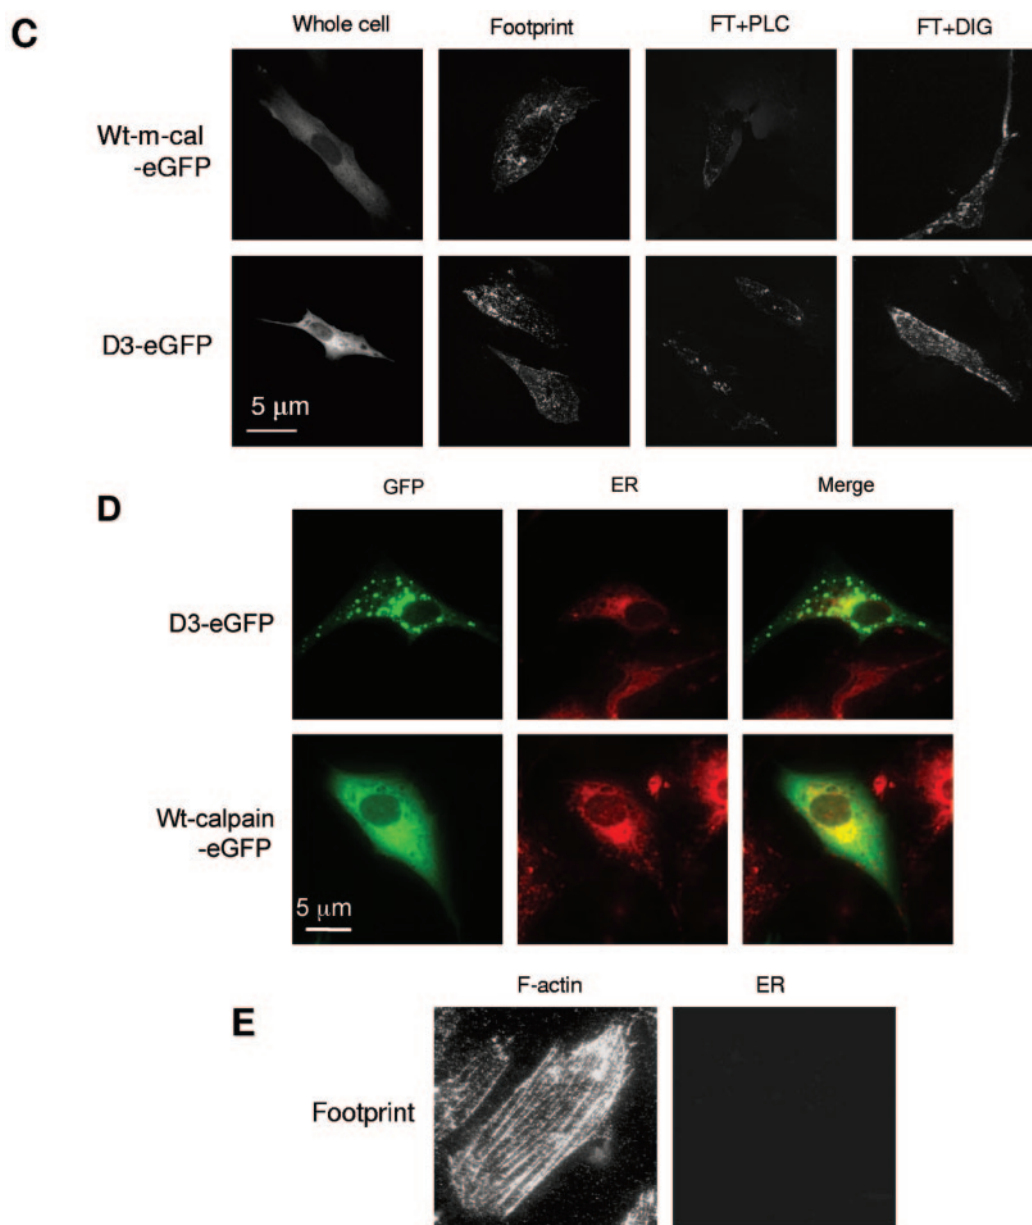 C
Whole cell
Footprint
FT+PLC
FT+DIG
Wt-m-cal
-eGFP
D3-eGFP
5 μm
D
GFP
ER
Merge
D3-eGFP
Wt-calpain
-eGFP
5 μm
E
F-actin
ER
Footprint